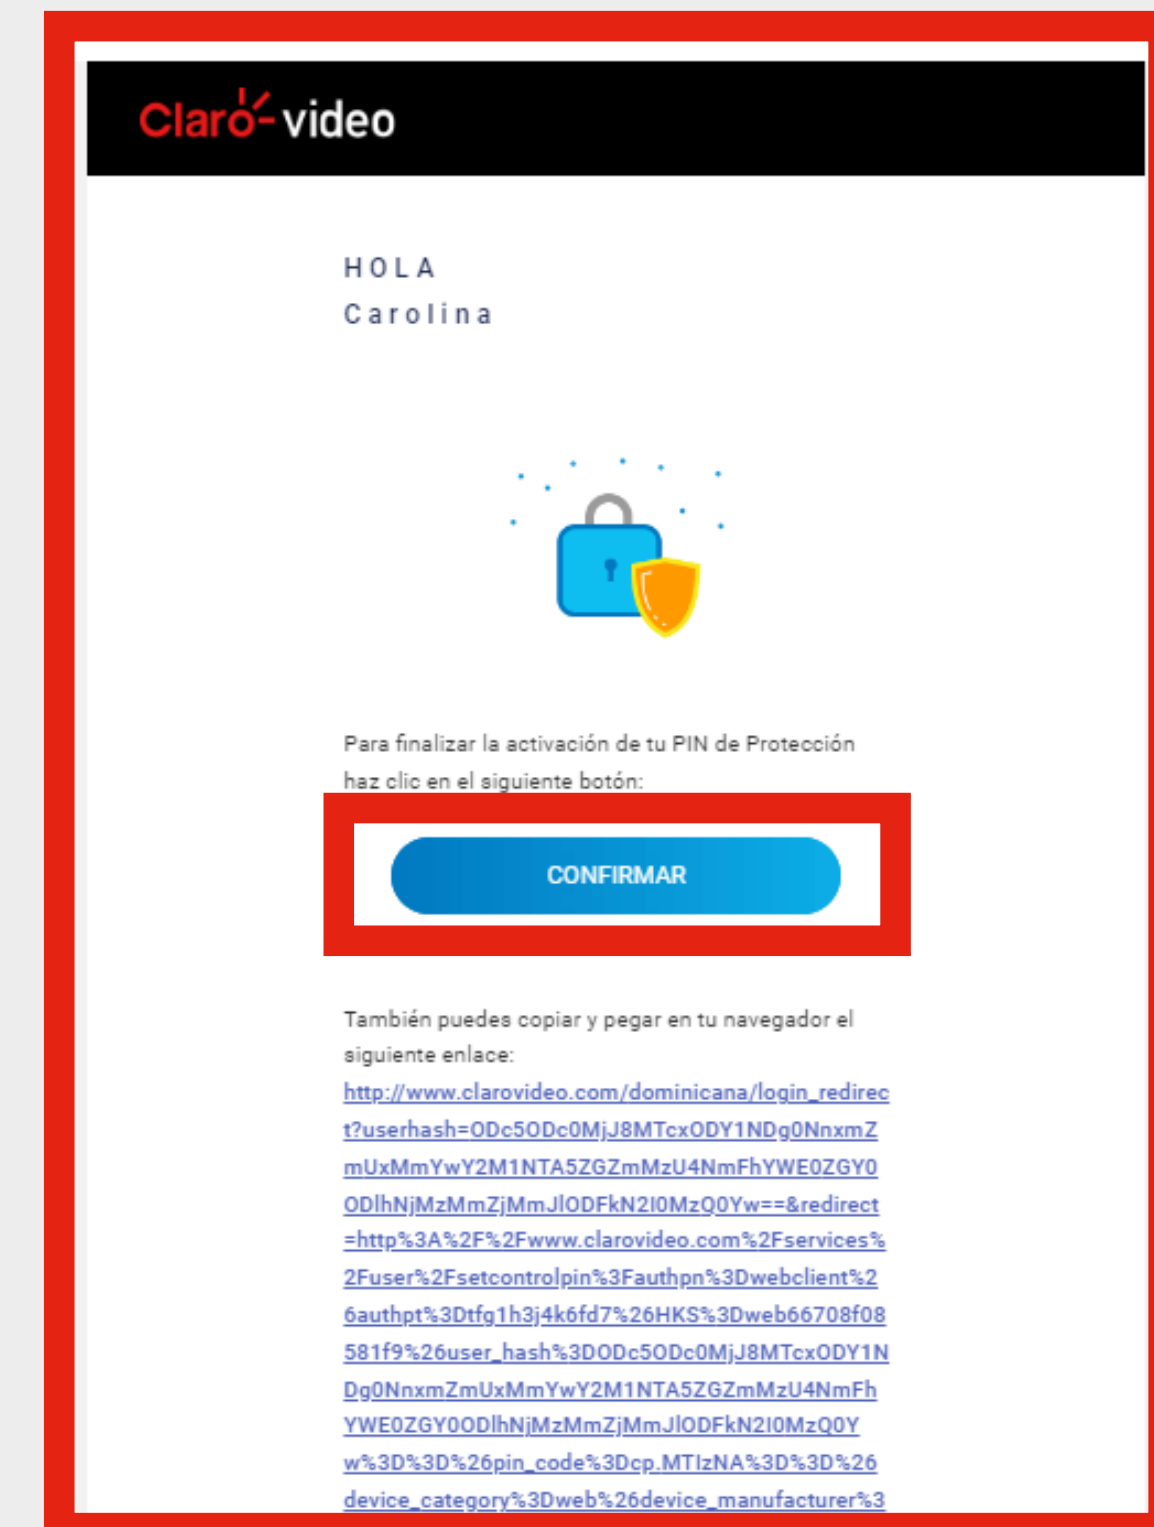 Claro- video
HOLA
Carolina
Para finalizar la activación de tu PIN de Protección
haz clic en el siguiente botón:
CONFIRMAR
También puedes copiar y pegar en tu navegador el
siguiente enlace:
http://www.clarovideo.com/dominicana/login_redirec
t?userhash=ODc5ODc0MjJ8MTcxODY1NDg0NnxmZ
mUxMmYwY2M1NTA5ZGZmMzU4NmFhYWE0ZGY0
ODlhNjMzMmZjMmJlODFkN2I0MzQ0Yw==&redirect
=http%3A%2F%2Fwww.clarovideo.com%2Fservices%
2Fuser%2Fsetcontrolpin%3Fauthpn%3Dwebclient%2
6authpt%3Dtfg1h3j4k6fd7%26HKS%3Dweb66708f08
581f9%26user_hash%3DODc5ODc0MjJ8MTcxODY1N
Dg0NnxmZmUxMmYwY2M1NTA5ZGZmMzU4NmFh
YWE0ZGY0ODlhNjMzMmZjMmJlODFkN2I0MzQ0Y
w%3D%3D%26pin_code%3Dcp.MTIzNA%3D%3D%26
device_category%3Dweb%26device_manufacturer%3